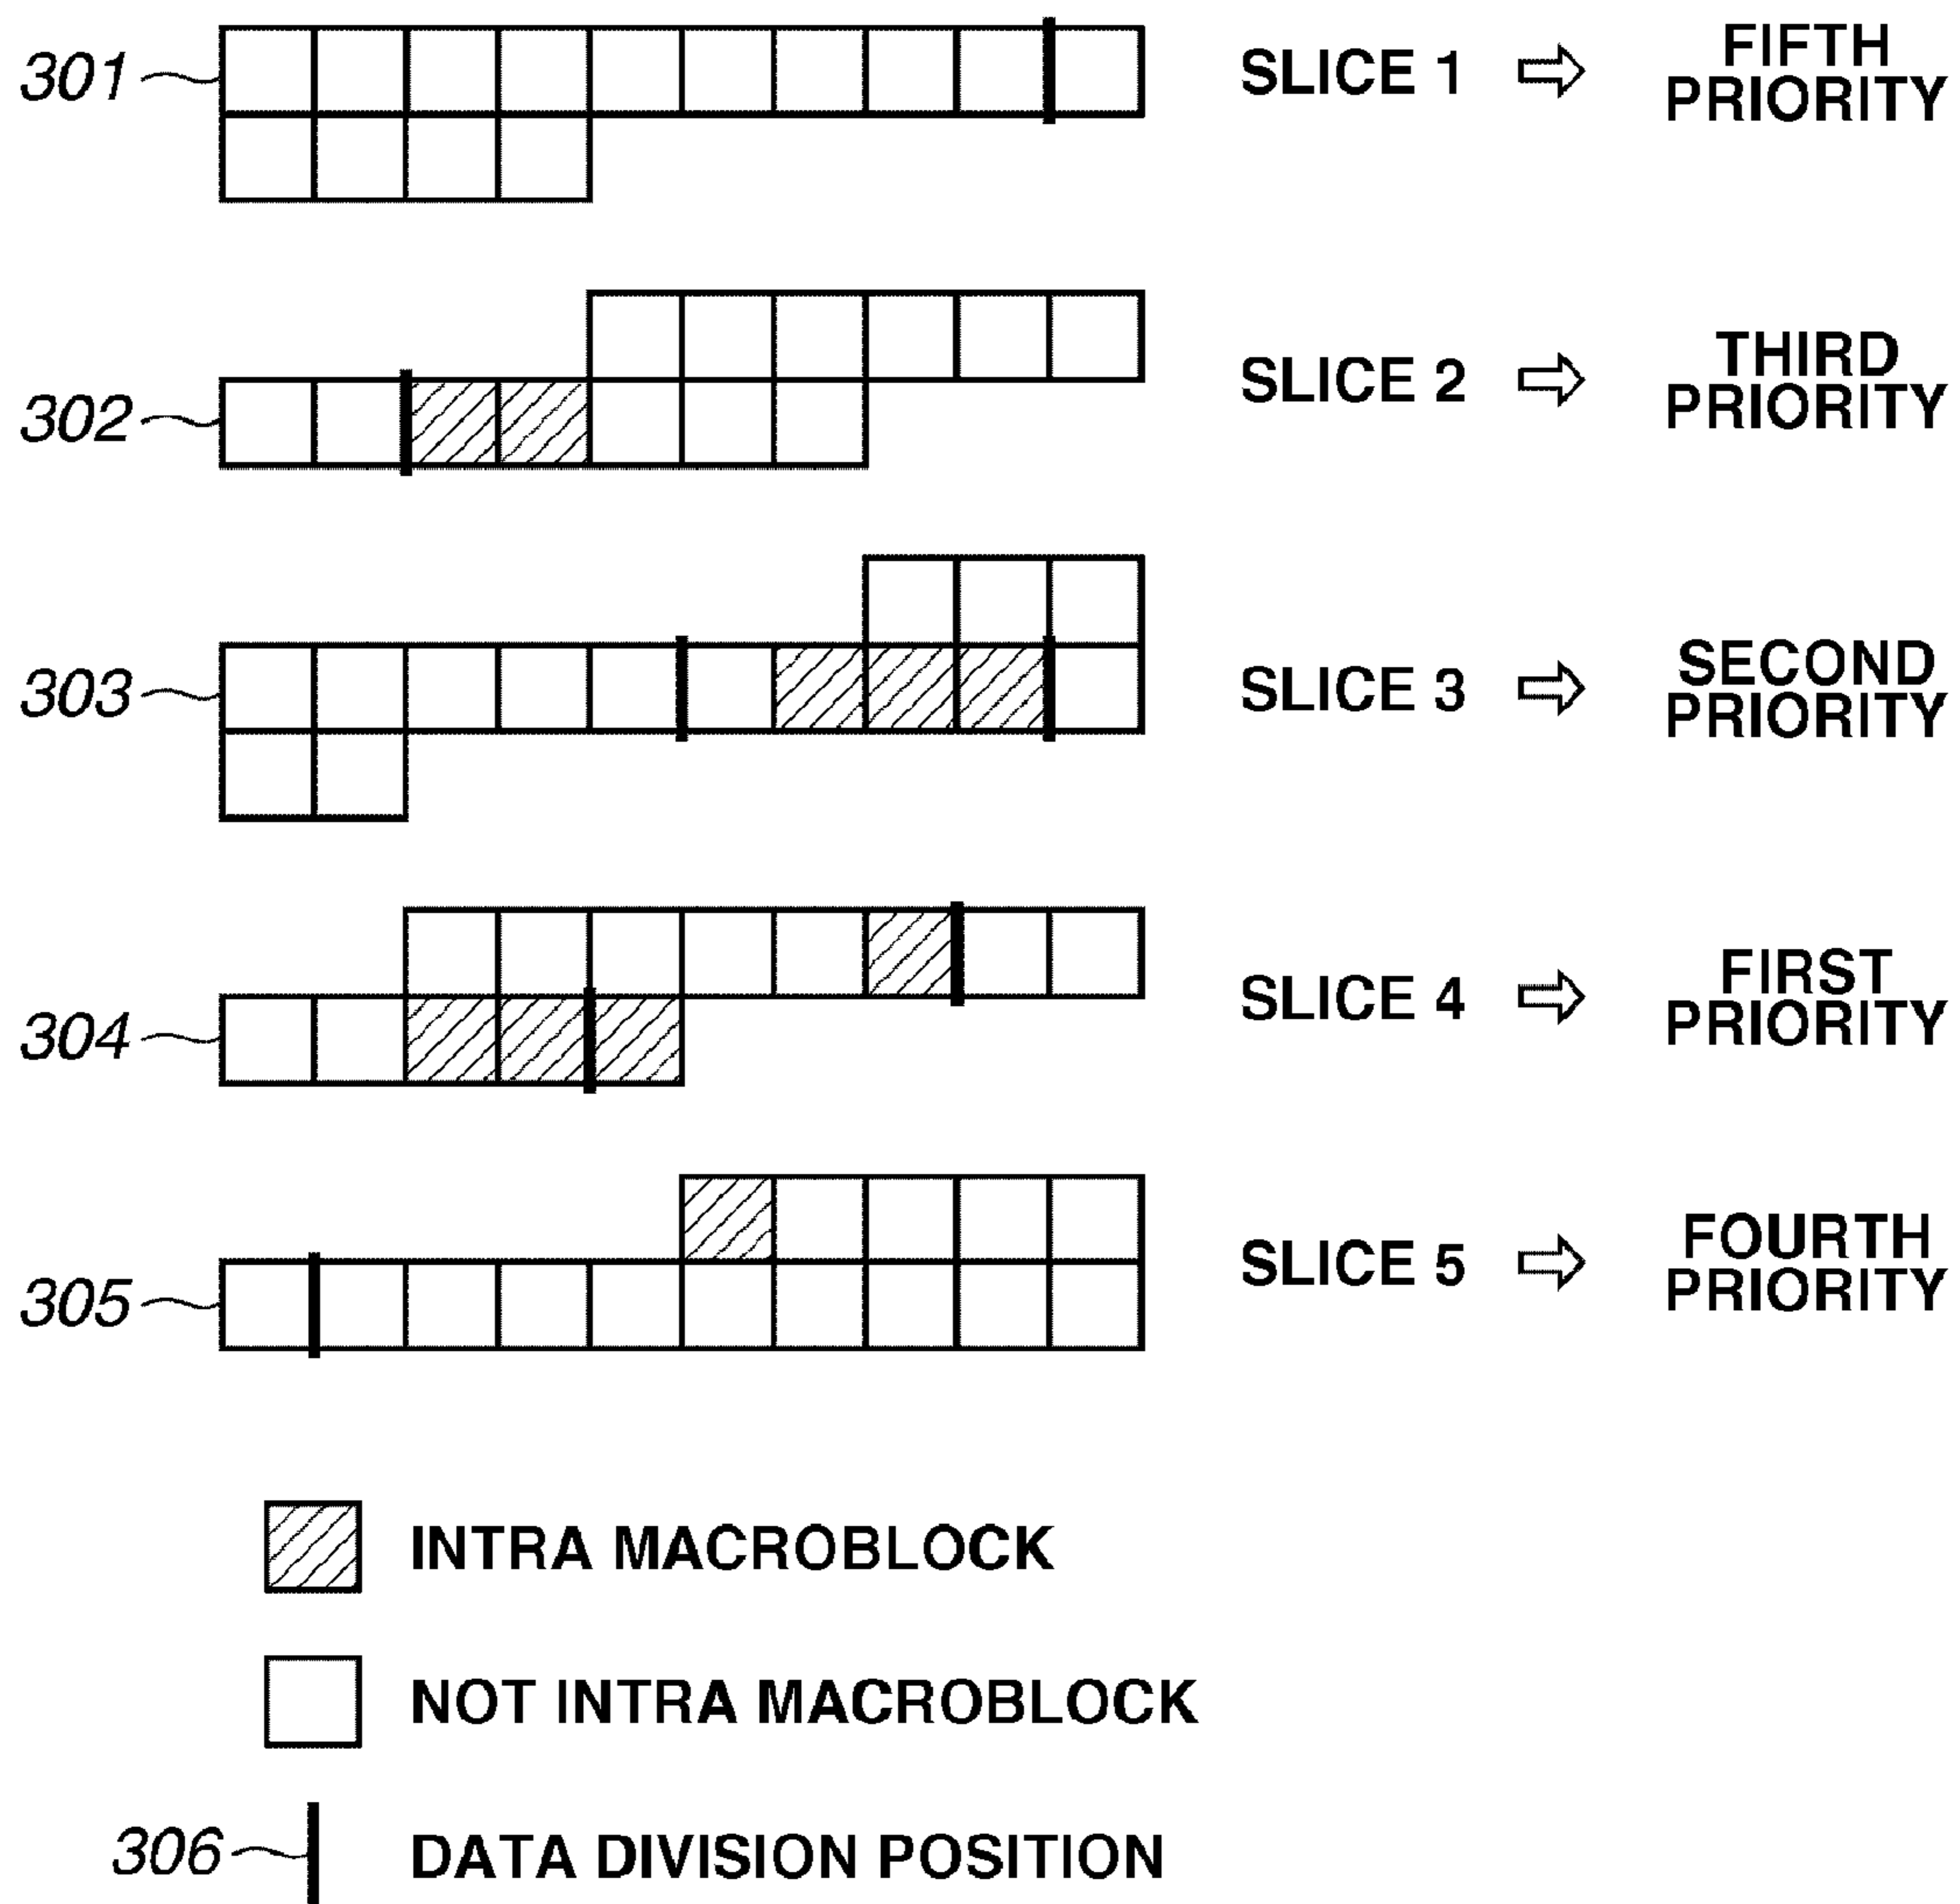 301 SLICE 1 ⇨ FIFTH
PRIORITY
302 SLICE 2 ⇨ THIRD
PRIORITY
303 SLICE 3 ⇨ SECOND
PRIORITY
304 SLICE 4 ⇨ FIRST
PRIORITY
305 SLICE 5 ⇨ FOURTH
PRIORITY
INTRA MACROBLOCK
NOT INTRA MACROBLOCK
306 DATA DIVISION POSITION